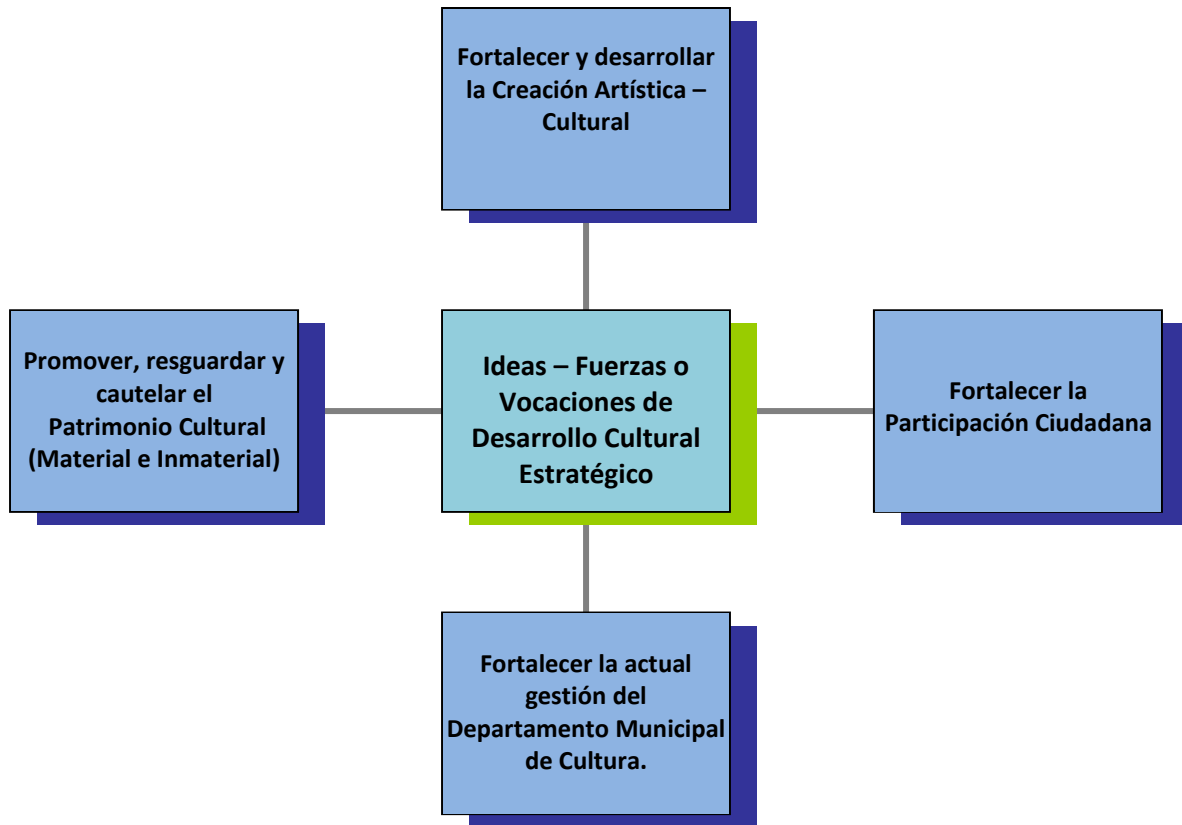 Fortalecer y desarrollar
la Creación Artística –
Cultural
Promover, resguardar y
cautelar el
Patrimonio Cultural
(Material e Inmaterial)
Ideas – Fuerzas o
Vocaciones de
Desarrollo Cultural
Estratégico
Fortalecer la
Participación Ciudadana
Fortalecer la actual
gestión del
Departamento Municipal
de Cultura.